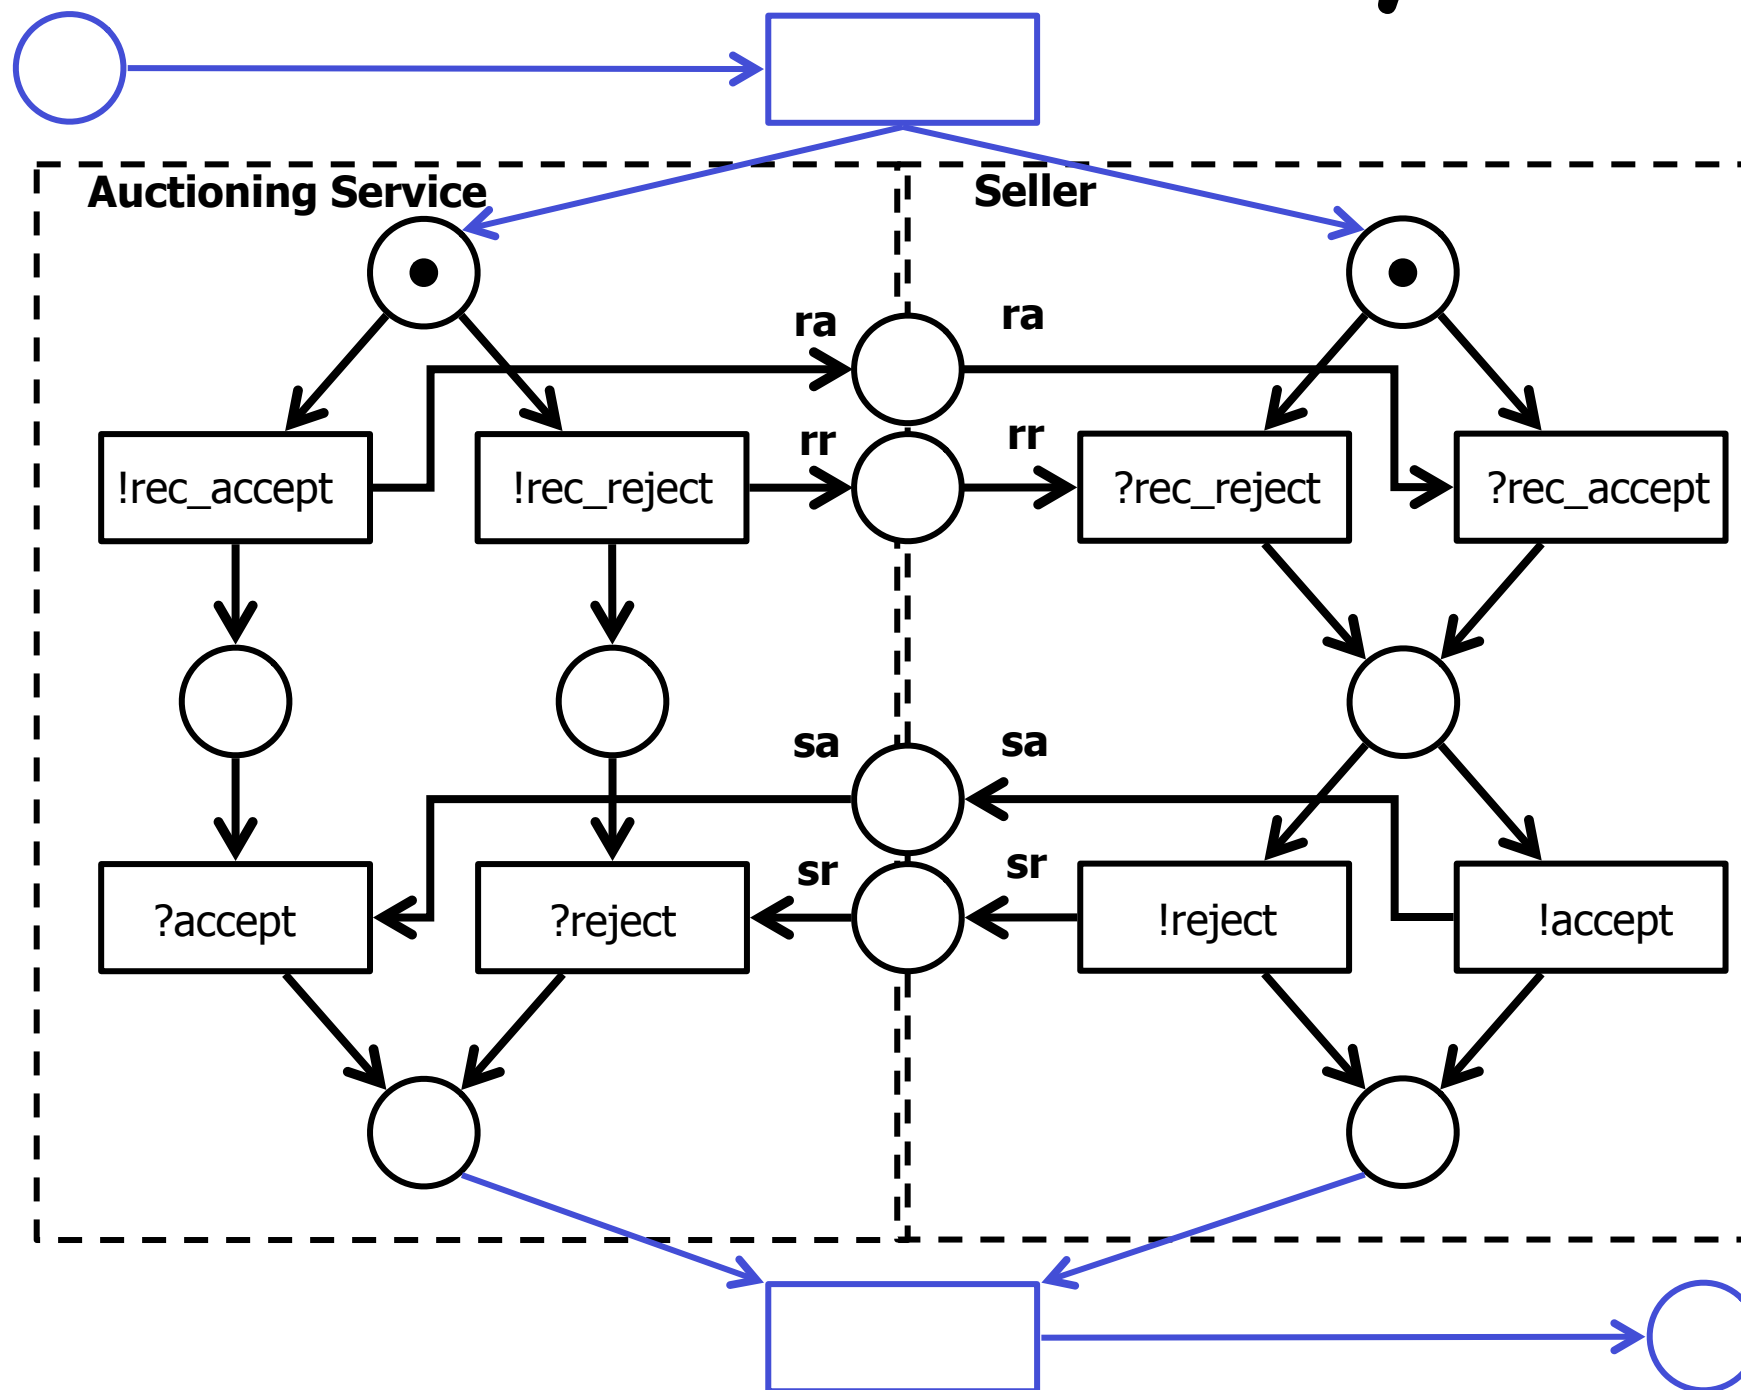 Auctioning Service
Seller
ra
ra
rr
rr
!rec_accept
!rec_reject
?rec_reject
?rec_accept
sa
sa
sr
sr
?accept
?reject
!reject
!accept